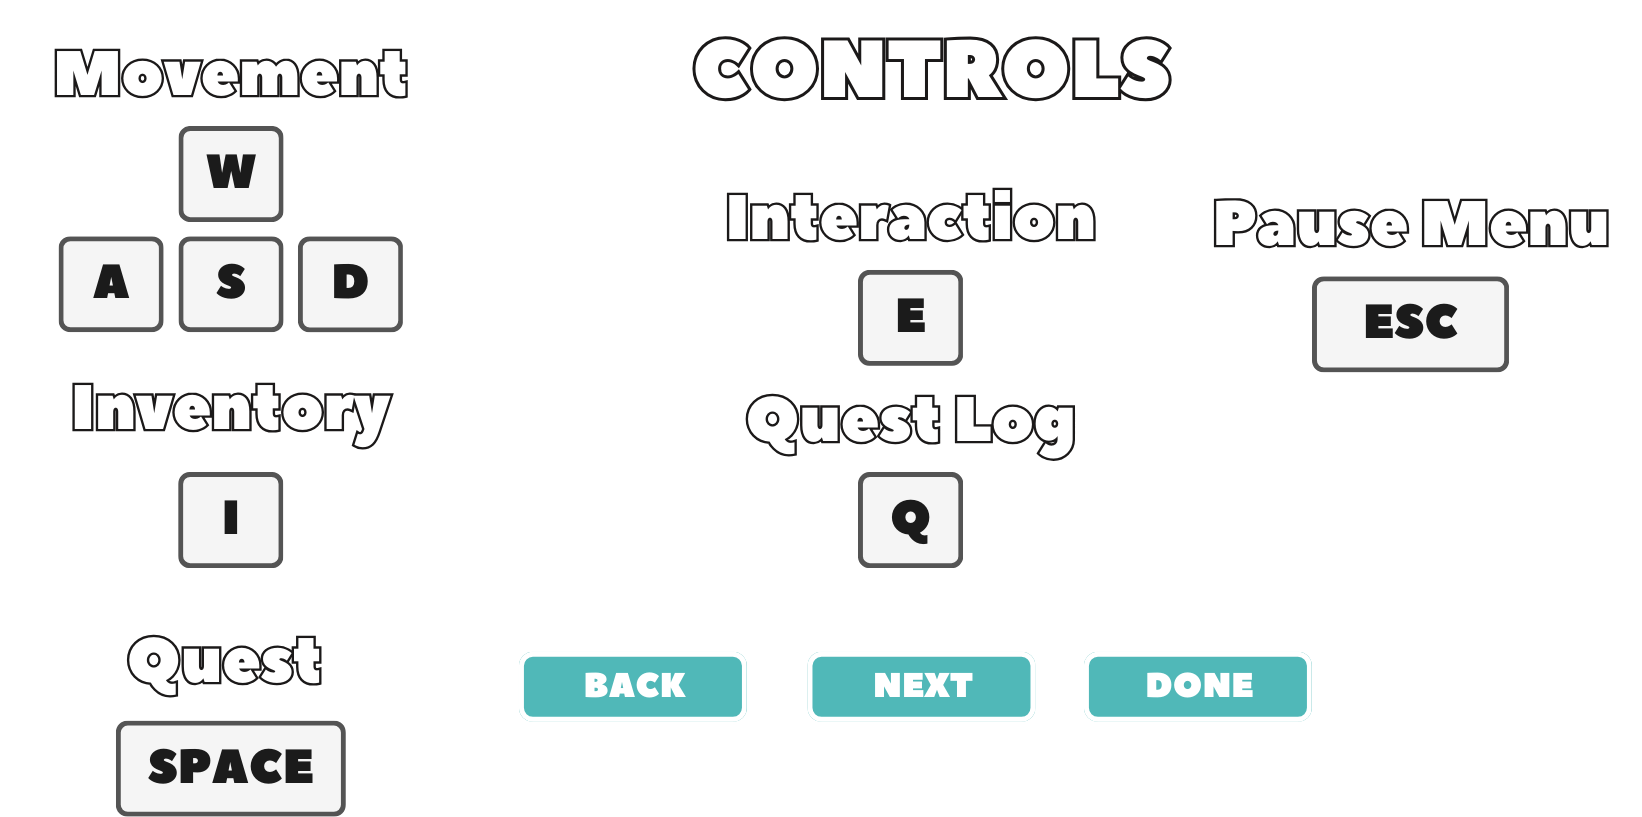 CONTROLS
Movement
W
A S D
Inventory
I
Quest
SPACE
Interaction
E
Quest Log
Q
Pause Menu
ESC
BACK
NEXT
DONE